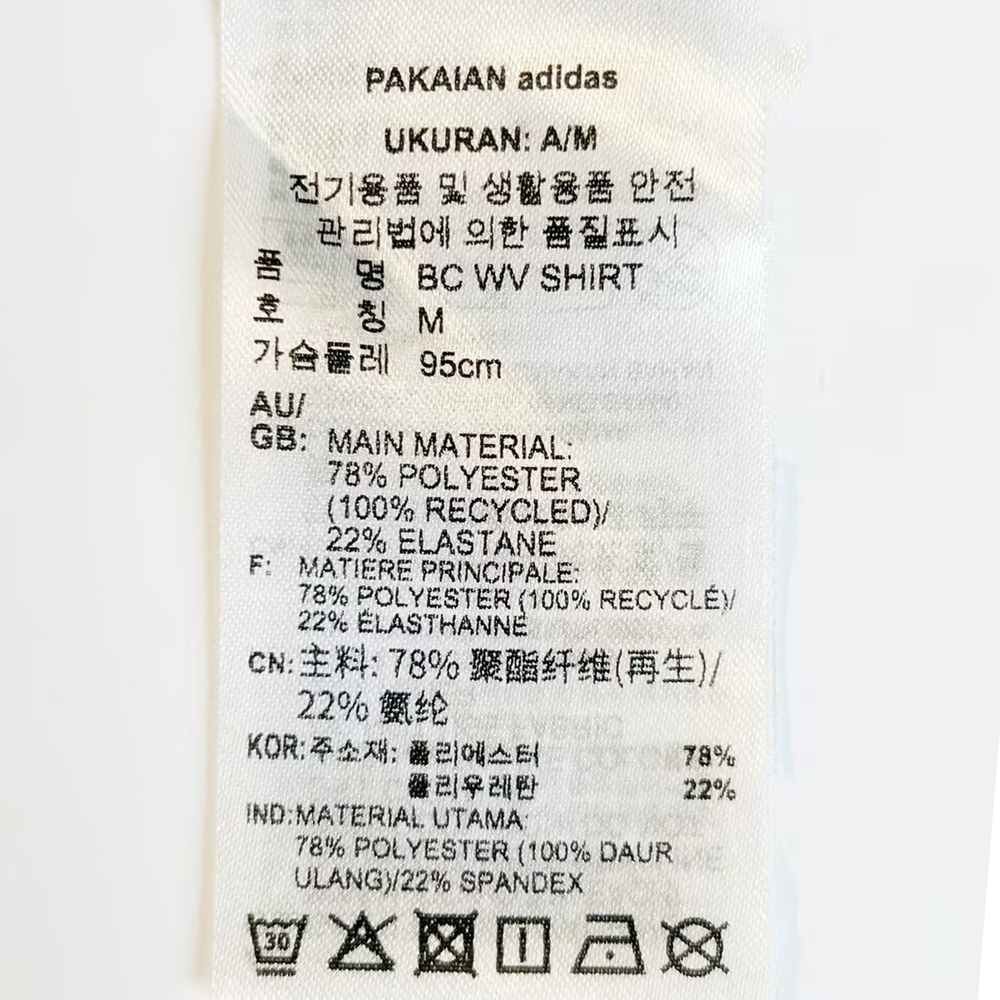 PAKAIAN adidas
UKURAN: A/M
전기용품 및 생활용품 안전
관리법에 의한 품질표시
품 명 BC WV SHIRT
호 칭 M
가슴둘레 95cm
AU/
GB: MAIN MATERIAL:
78% POLYESTER
(100% RECYCLED)/
22% ELASTANE
F: MATIERE PRINCIPALE:
78% POLYESTER (100% RECYCLÉ)/
22% ÉLASTHANNE
CN: 主料: 78% 聚酯纤维(再生)/
22% 氨纶
KOR: 주소재: 폴리에스터 78%
폴리우레탄 22%
IND: MATERIAL UTAMA:
78% POLYESTER (100% DAUR
ULANG)/22% SPANDEX
30